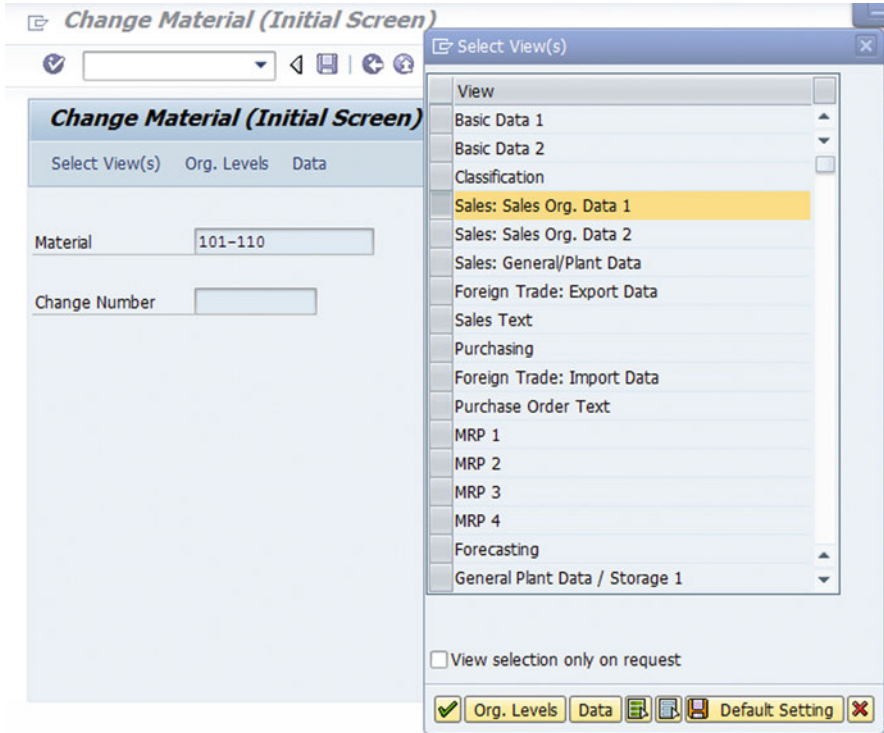 Change Material (Initial Screen)
Select View(s)
Change Material (Initial Screen)
Select View(s) Org. Levels Data
Material 101-110
Change Number
View
Basic Data 1
Basic Data 2
Classification
Sales: Sales Org. Data 1
Sales: Sales Org. Data 2
Sales: General/Plant Data
Foreign Trade: Export Data
Sales Text
Purchasing
Foreign Trade: Import Data
Purchase Order Text
MRP 1
MRP 2
MRP 3
MRP 4
Forecasting
General Plant Data / Storage 1
View selection only on request
Org. Levels Data Default Setting